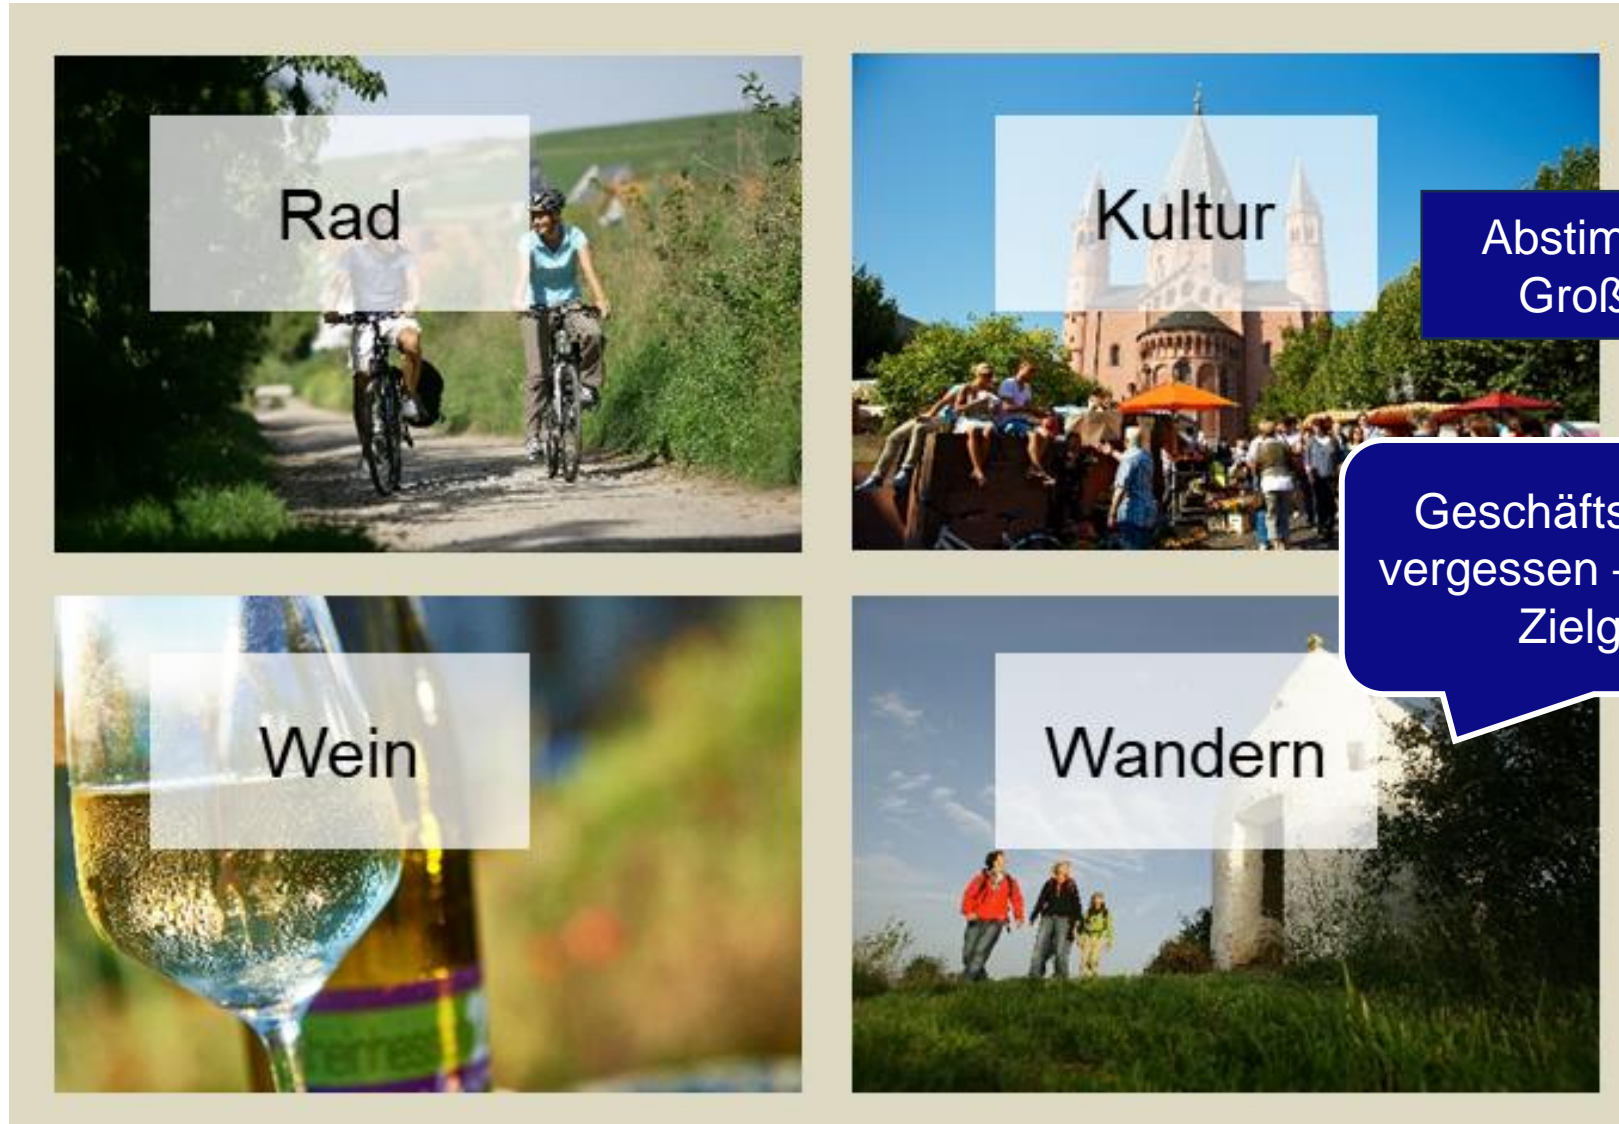 Rad
Kultur
Abstim
Groß
Geschäfts
vergessen -
Zielg
Wein
Wandern